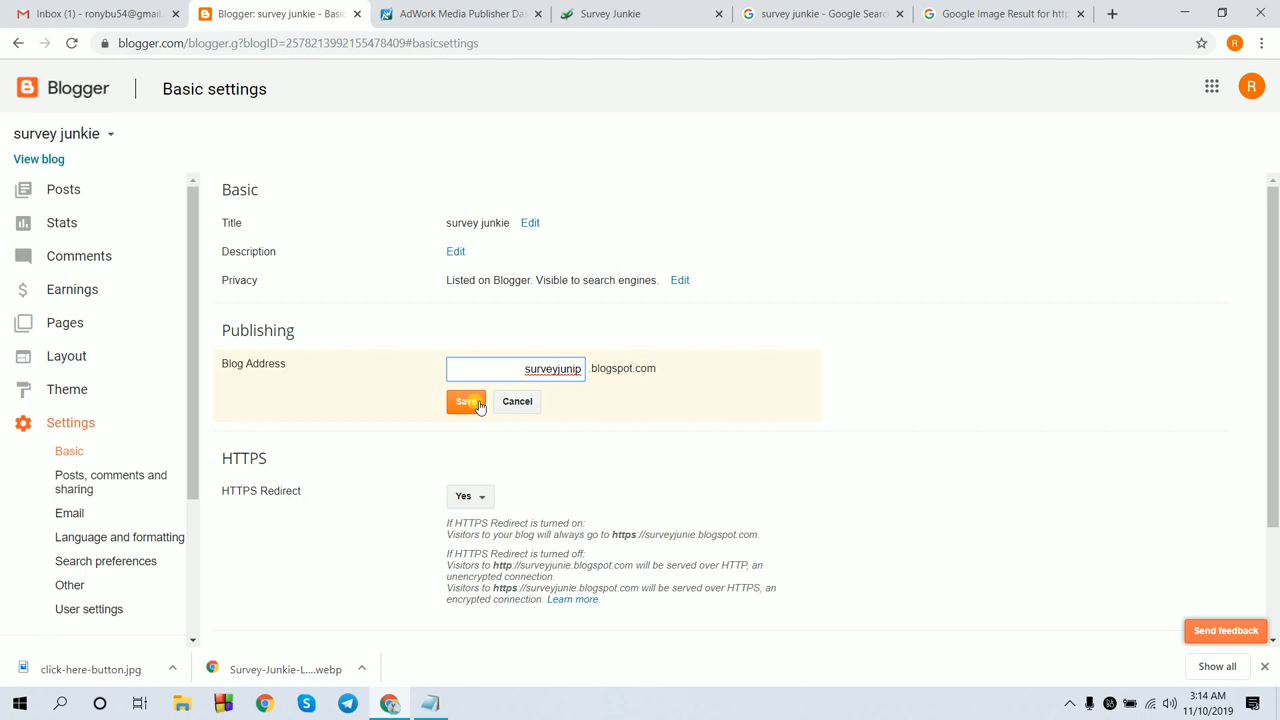 Inbox (1) - ronybu54@gmail.
Blogger: survey junkie - Basi
AdWork Media Publisher Das
Survey Junkie
survey junkie - Google Searc
Google Image Result for http
blogger.com/blogger.g?blogID=2578213992155478409#basicsettings
R
Blogger
Basic settings
R
survey junkie
View blog
Posts
Stats
Comments
Earnings
Pages
Layout
Theme
Settings
Basic
Posts, comments and
sharing
Email
Language and formatting
Search preferences
Other
User settings
Basic
Title survey junkie Edit
Description Edit
Privacy Listed on Blogger. Visible to search engines. Edit
Publishing
Blog Address surveyjunip .blogspot.com
Save Cancel
HTTPS
HTTPS Redirect Yes
If HTTPS Redirect is turned on:
Visitors to your blog will always go to https://surveyjunie.blogspot.com.
If HTTPS Redirect is turned off:
Visitors to http://surveyjunie.blogspot.com will be served over HTTP, an
unencrypted connection.
Visitors to https://surveyjunie.blogspot.com will be served over HTTPS, an
encrypted connection. Learn more.
Send feedback
click-here-button.jpg
Survey-Junkie-L....webp
Show all
3:14 AM
11/10/2019